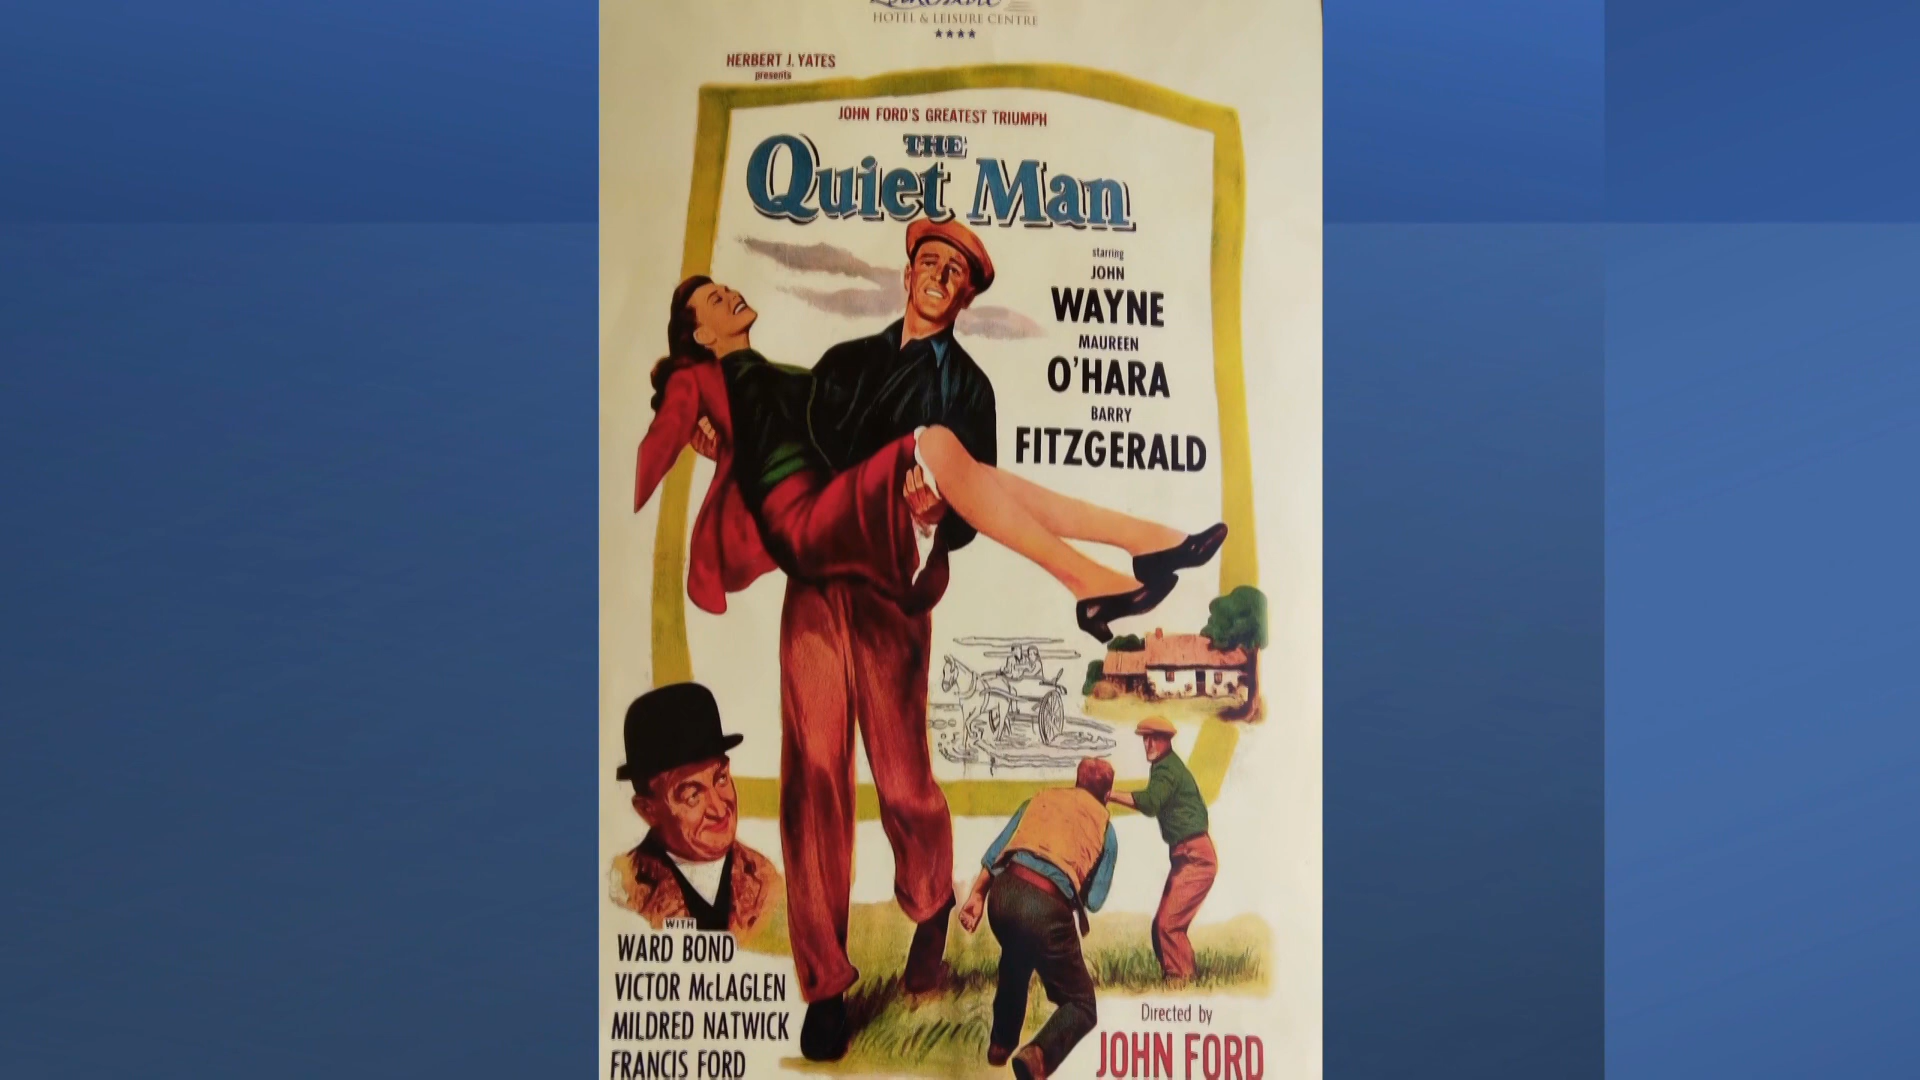 HOTEL & LEISURE CENTRE
HERBERT J. YATES
presents
JOHN FORD'S GREATEST TRIUMPH
THE
Quiet Man
starring
JOHN
WAYNE
MAUREEN
O'HARA
BARRY
FITZGERALD
WITH
WARD BOND
VICTOR McLAGLEN
MILDRED NATWICK
FRANCIS FORD
Directed by
JOHN FORD